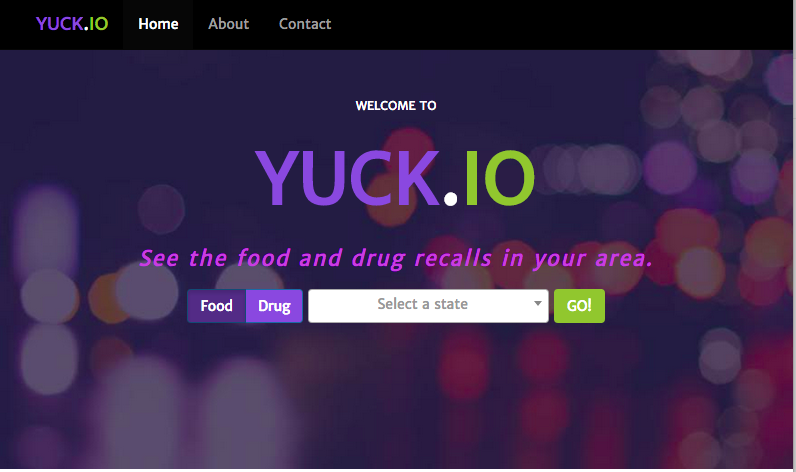 YUCK.IO Home About Contact
WELCOME TO
YUCK.IO
See the food and drug recalls in your area.
Food Drug Select a state GO!